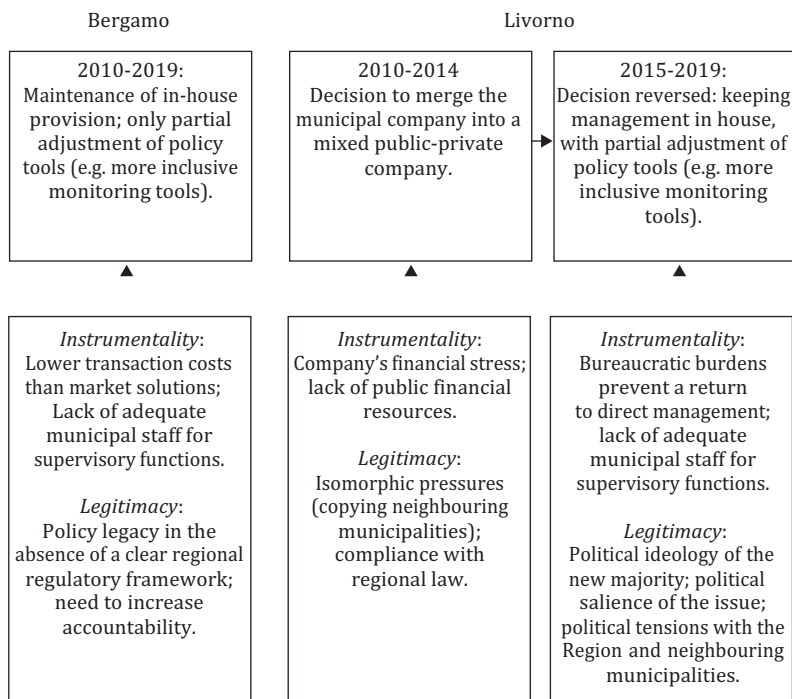 Bergamo
Livorno
2010-2019:
Maintenance of in-house
provision; only partial
adjustment of policy
tools (e.g. more inclusive
monitoring tools).
2010-2014
Decision to merge the
municipal company into a
mixed public-private
company.
2015-2019:
Decision reversed: keeping
management in house,
with partial adjustment of
policy tools (e.g. more
inclusive monitoring
tools).
Instrumentality:
Lower transaction costs
than market solutions;
Lack of adequate
municipal staff for
supervisory functions.
Legitimacy:
Policy legacy in the
absence of a clear regional
regulatory framework;
need to increase
accountability.
Instrumentality:
Company's financial stress;
lack of public financial
resources.
Legitimacy:
Isomorphic pressures
(copying neighbouring
municipalities);
compliance with
regional law.
Instrumentality:
Bureaucratic burdens
prevent a return
to direct management;
lack of adequate
municipal staff for
supervisory functions.
Legitimacy:
Political ideology of the
new majority; political
salience of the issue;
political tensions with the
Region and neighbouring
municipalities.